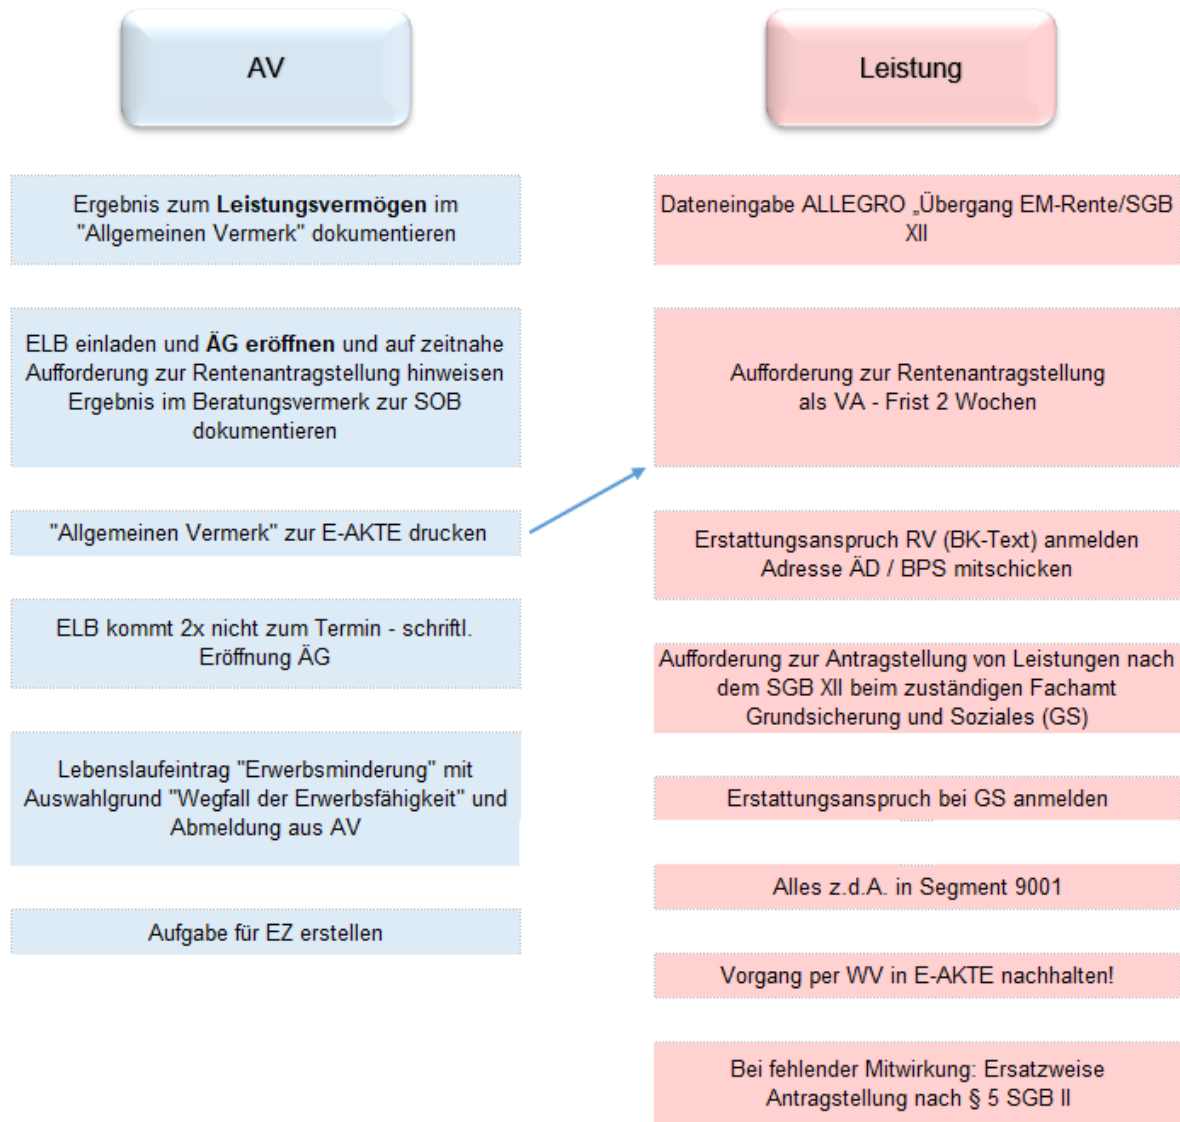 AV
Ergebnis zum Leistungsvermögen im
"Allgemeinen Vermerk" dokumentieren
ELB einladen und ÄG eröffnen und auf zeitnahe
Aufforderung zur Rentenantragstellung hinweisen
Ergebnis im Beratungsvermerk zur SOB
dokumentieren
"Allgemeinen Vermerk" zur E-AKTE drucken
ELB kommt 2x nicht zum Termin - schriftl.
Eröffnung ÄG
Lebenslaufeintrag "Erwerbsminderung" mit
Auswahlgrund "Wegfall der Erwerbsfähigkeit" und
Abmeldung aus AV
Aufgabe für EZ erstellen
Leistung
Dateneingabe ALLEGRO „Übergang EM-Rente/SGB
XII
Aufforderung zur Rentenantragstellung
als VA - Frist 2 Wochen
Erstattungsanspruch RV (BK-Text) anmelden
Adresse ÄD / BPS mitschicken
Aufforderung zur Antragstellung von Leistungen nach
dem SGB XII beim zuständigen Fachamt
Grundsicherung und Soziales (GS)
Erstattungsanspruch bei GS anmelden
Alles z.d.A. in Segment 9001
Vorgang per WV in E-AKTE nachhalten!
Bei fehlender Mitwirkung: Ersatzweise
Antragstellung nach § 5 SGB II